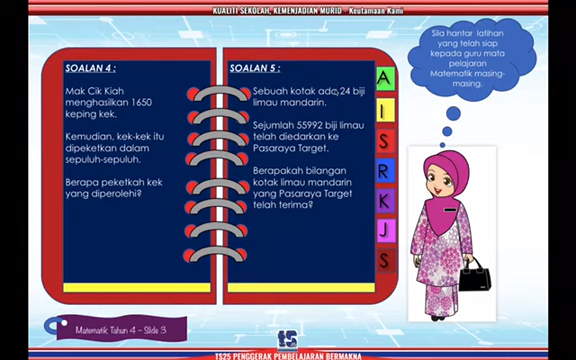 KUALITI SEKOLAH, KEMENJADIAN MURID - Keutamaan Kami
SOALAN 4 :
Mak Cik Kiah
menghasilkan 1650
keping kek.
Kemudian, kek-kek itu
dipeketkan dalam
sepuluh-sepuluh.
Berapa peketkah kek
yang diperolehi?
SOALAN 5 :
Sebuah kotak ada 24 biji
limau mandarin.
Sejumlah 55992 biji limau
telah diedarkan ke
Pasaraya Target.
Berapakah bilangan
kotak limau mandarin
yang Pasaraya Target
telah terima?
A
I
S
R
K
J
S
Sila hantar latihan
yang telah siap
kepada guru mata
pelajaran
Matematik masing-
masing.
Matematik Tahun 4 – Slide 3
TS25 PENGGERAK PEMBELAJARAN BERMAKNA